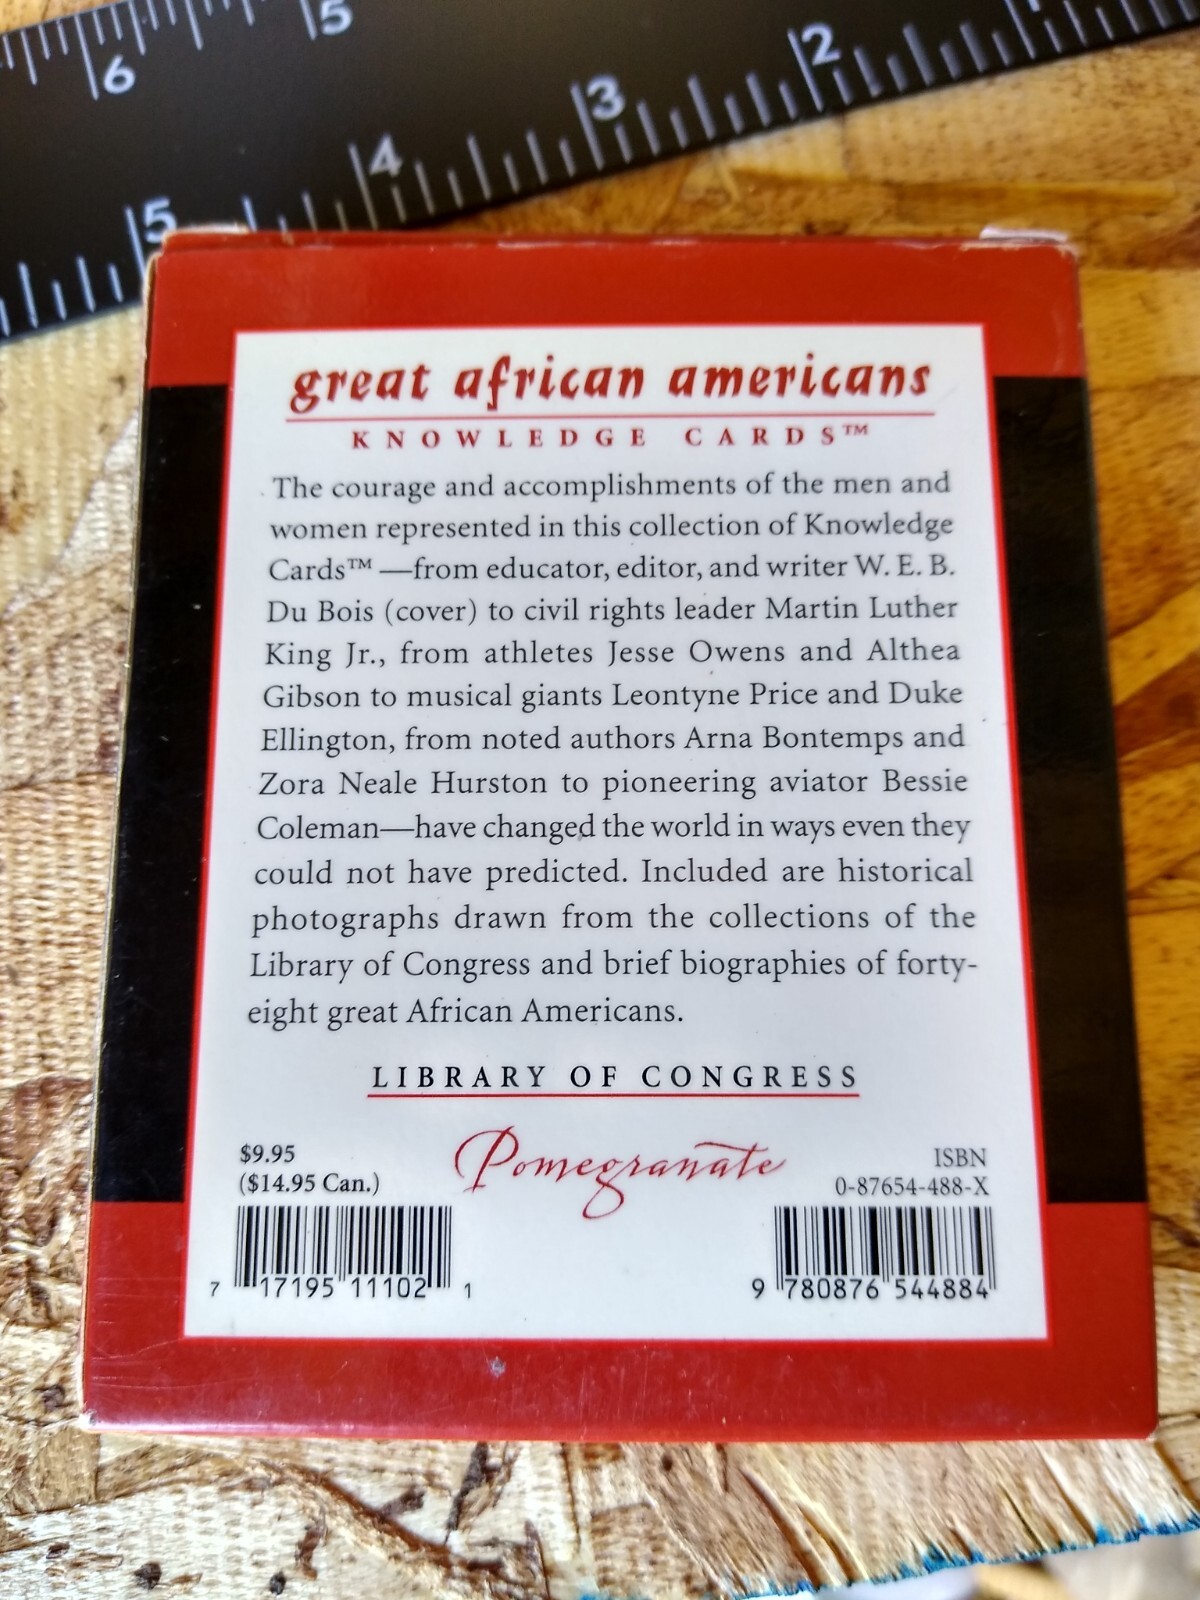 6 5
5 4 3 2
great african americans
KNOWLEDGE CARDS™
The courage and accomplishments of the men and
women represented in this collection of Knowledge
Cards™ —from educator, editor, and writer W. E. B.
Du Bois (cover) to civil rights leader Martin Luther
King Jr., from athletes Jesse Owens and Althea
Gibson to musical giants Leontyne Price and Duke
Ellington, from noted authors Arna Bontemps and
Zora Neale Hurston to pioneering aviator Bessie
Coleman—have changed the world in ways even they
could not have predicted. Included are historical
photographs drawn from the collections of the
Library of Congress and brief biographies of forty-
eight great African Americans.
LIBRARY OF CONGRESS
Pomegranate
$9.95
($14.95 Can.)
ISBN
0-87654-488-X
7 17195 11102 1
9 780876 544884